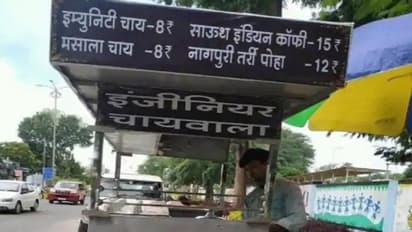 इम्युनिटी चाय-8₹ साऊथ इंडियन कॉफी-15₹
मसाला चाय -8₹ नागपुरी तर्री पोहा -12₹
इंजीनियर
चायवाला